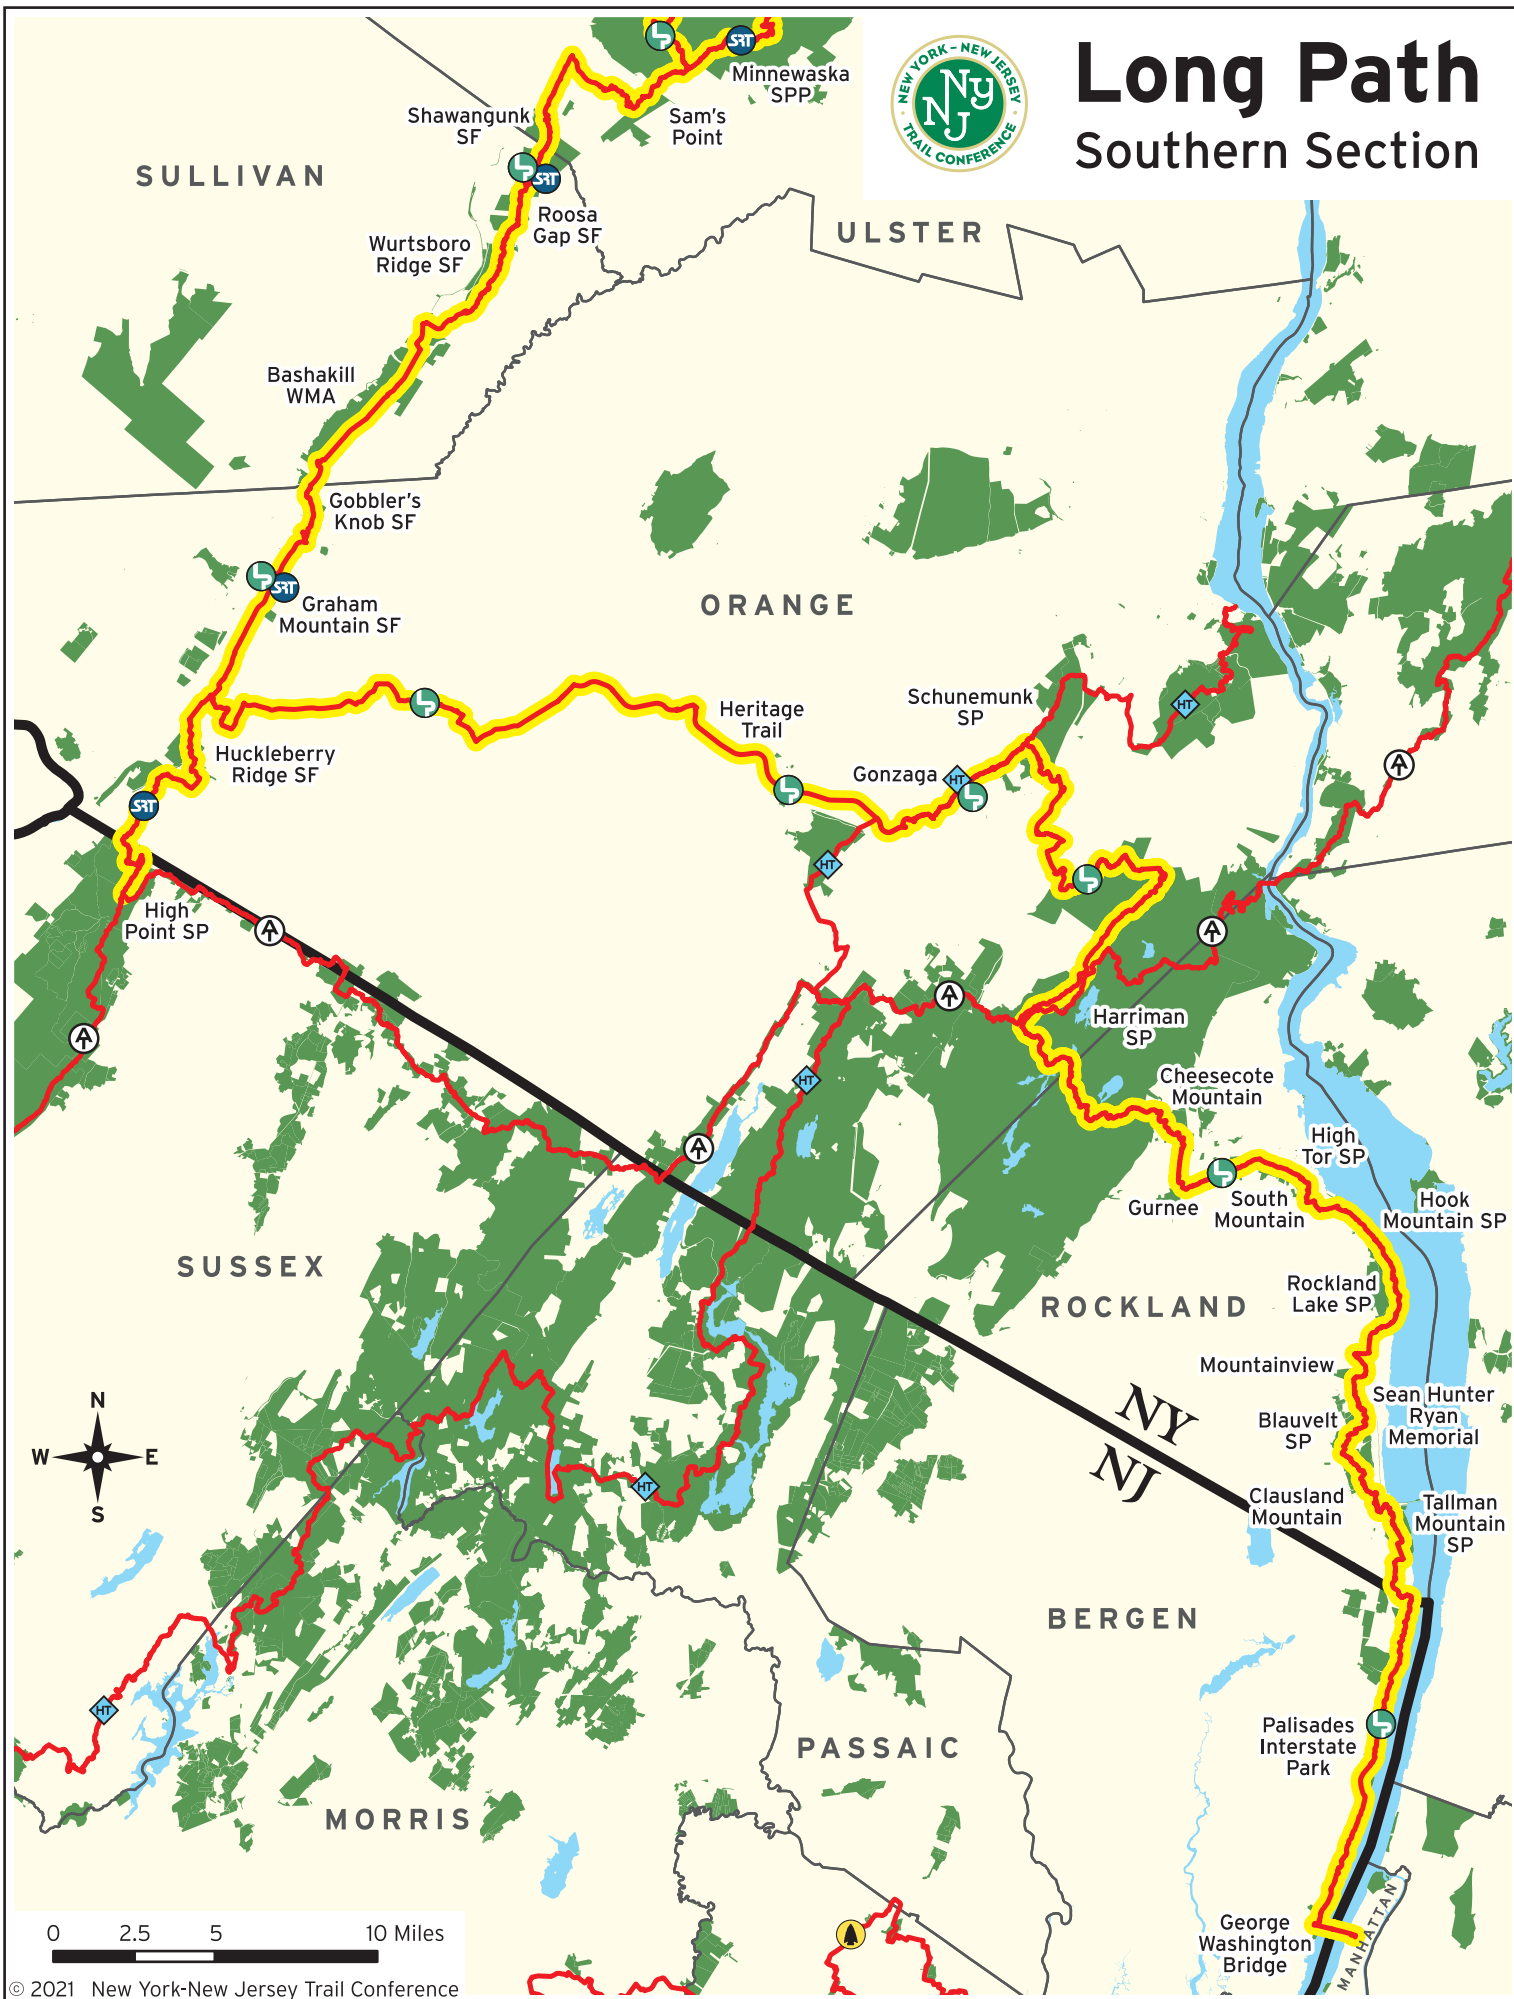 Long Path
Southern Section
NEW YORK - NEW JERSEY
NY
NJ
TRAIL CONFERENCE
Minnewaska
SPP
SRT
Sam's
Point
Shawangunk
SF
SRT
SULLIVAN
Roosa
Gap SF
ULSTER
Wurtsboro
Ridge SF
Bashakill
WMA
Gobbler's
Knob SF
SRT
Graham
Mountain SF
ORANGE
Schunemunk
SP
HT
Heritage
Trail
Huckleberry
Ridge SF
Gonzaga
HT
SRT
HT
High
Point SP
Harriman
SP
HT
Cheesecote
Mountain
High
Tor SP
Gurnee
South
Mountain
Hook
Mountain SP
SUSSEX
Rockland
Lake SP
ROCKLAND
Mountainview
NY
NJ
Sean Hunter
Ryan
Memorial
Blauvelt
SP
N
W
E
S
HT
Clausland
Mountain
Tallman
Mountain
SP
BERGEN
HT
Palisades
Interstate
Park
PASSAIC
MORRIS
George
Washington
Bridge
MANHATTAN
0 2.5 5 10 Miles
© 2021 New York-New Jersey Trail Conference